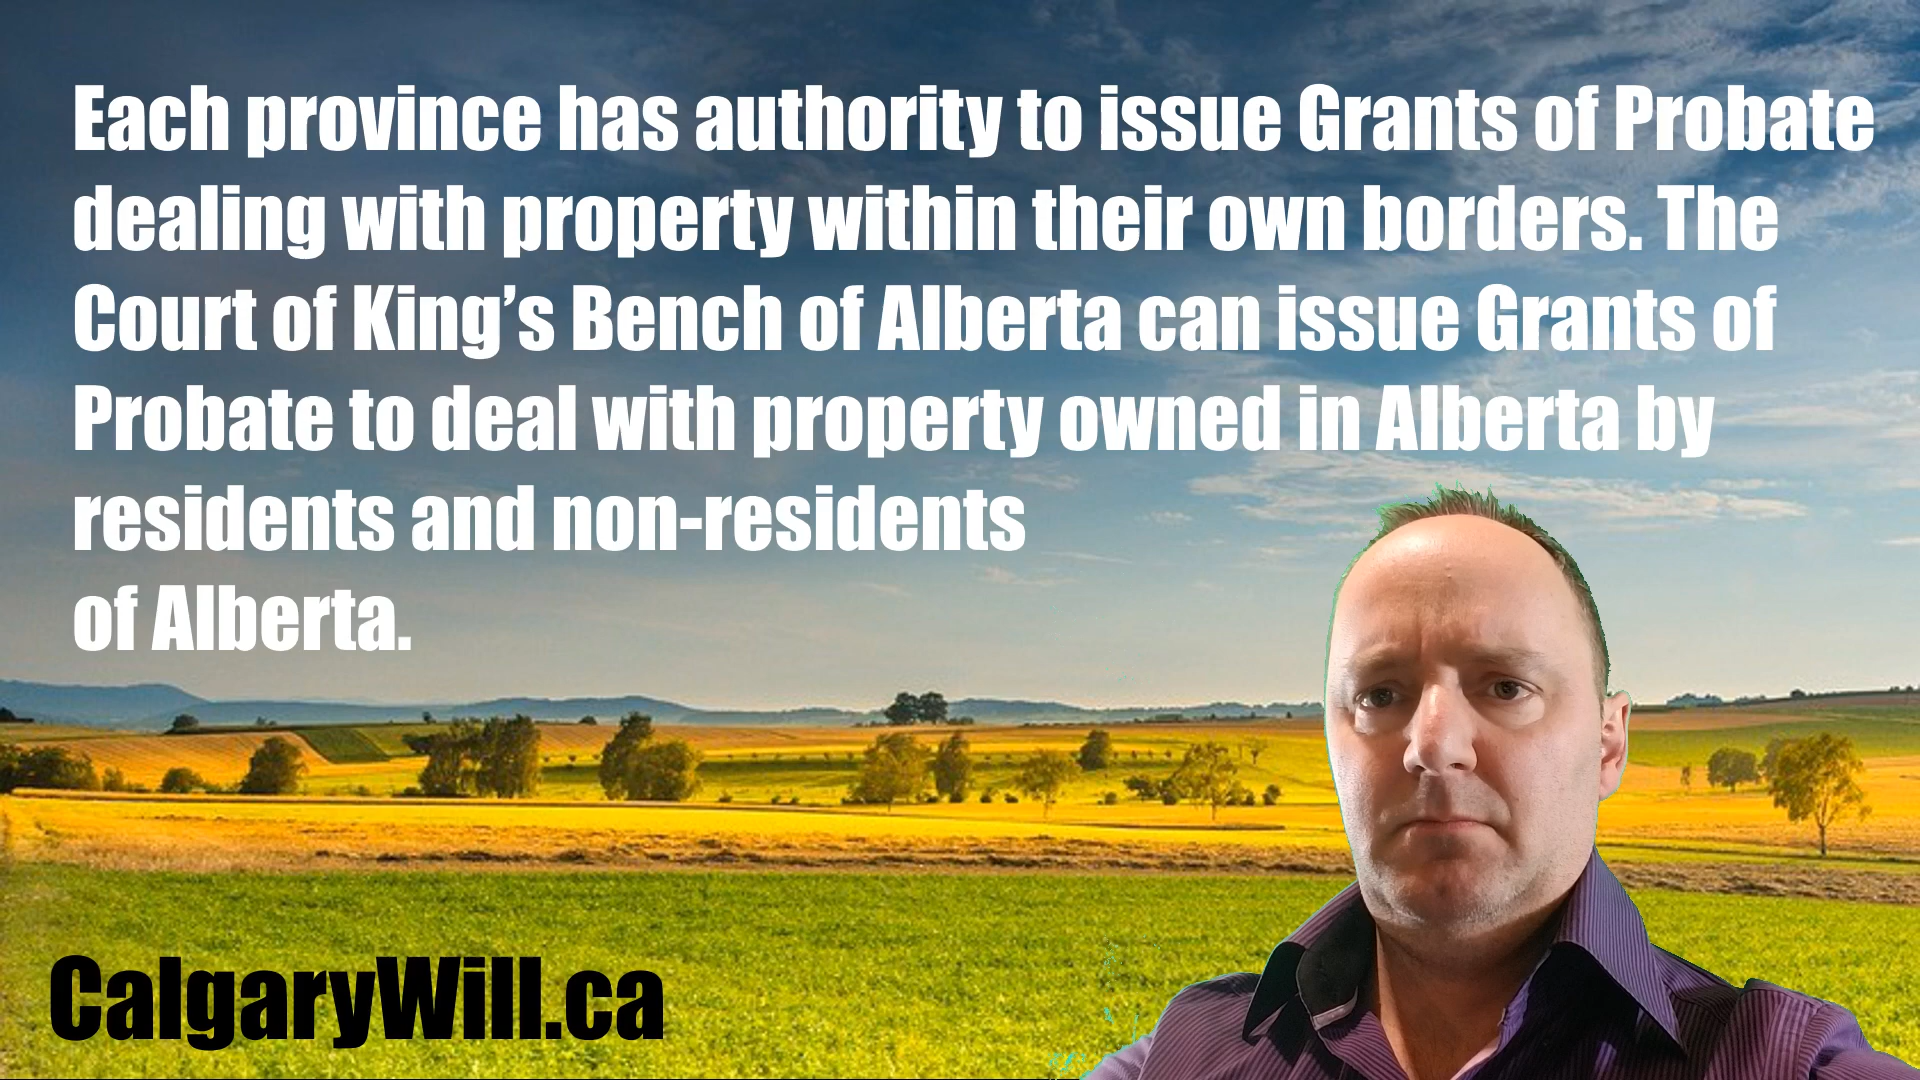 Each province has authority to issue Grants of Probate
dealing with property within their own borders. The
Court of King’s Bench of Alberta can issue Grants of
Probate to deal with property owned in Alberta by
residents and non-residents
of Alberta.
CalgaryWill.ca